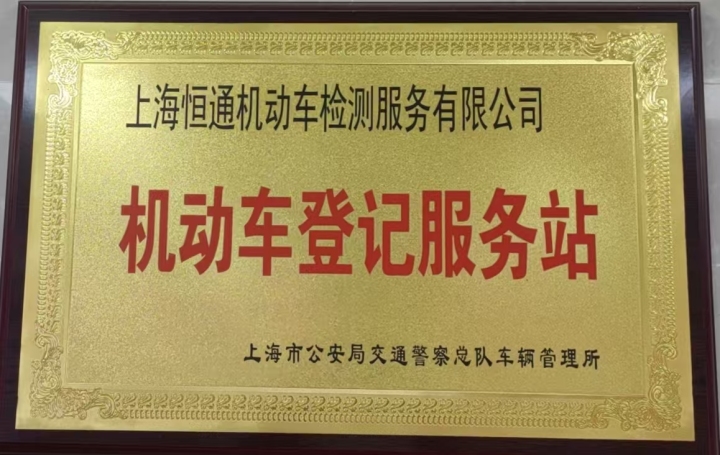 上海恒通机动车检测服务有限公司
机动车登记服务站
上海市公安局交通警察总队车辆管理所